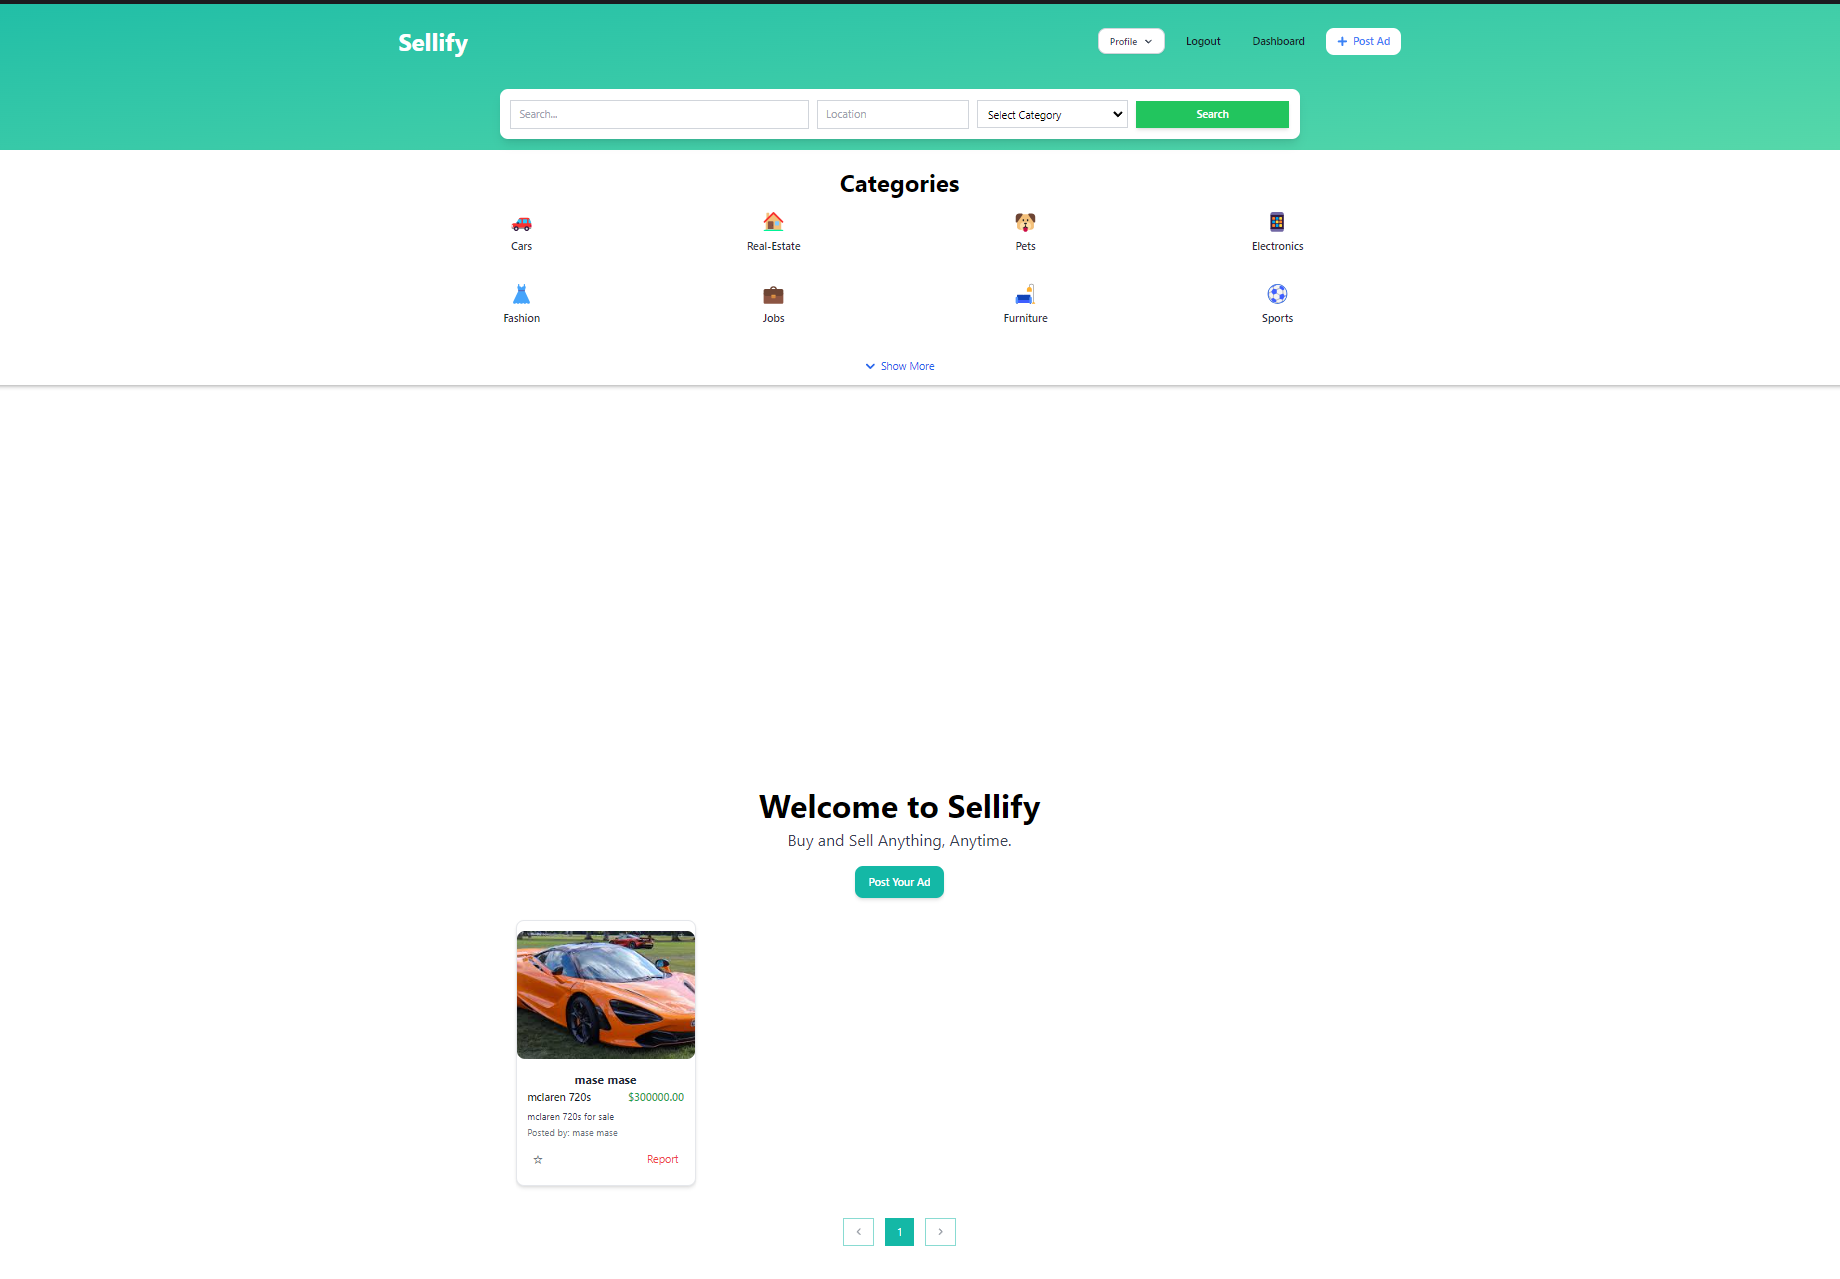 Sellify
Profile
Logout
Dashboard
Post Ad
Search...
Location
Select Category
Search
Categories
Cars
Real-Estate
Pets
Electronics
Fashion
Jobs
Furniture
Sports
Show More
Welcome to Sellify
Buy and Sell Anything, Anytime.
Post Your Ad
mase mase
mclaren 720s $300000.00
mclaren 720s for sale
Posted by: mase mase
Report
1